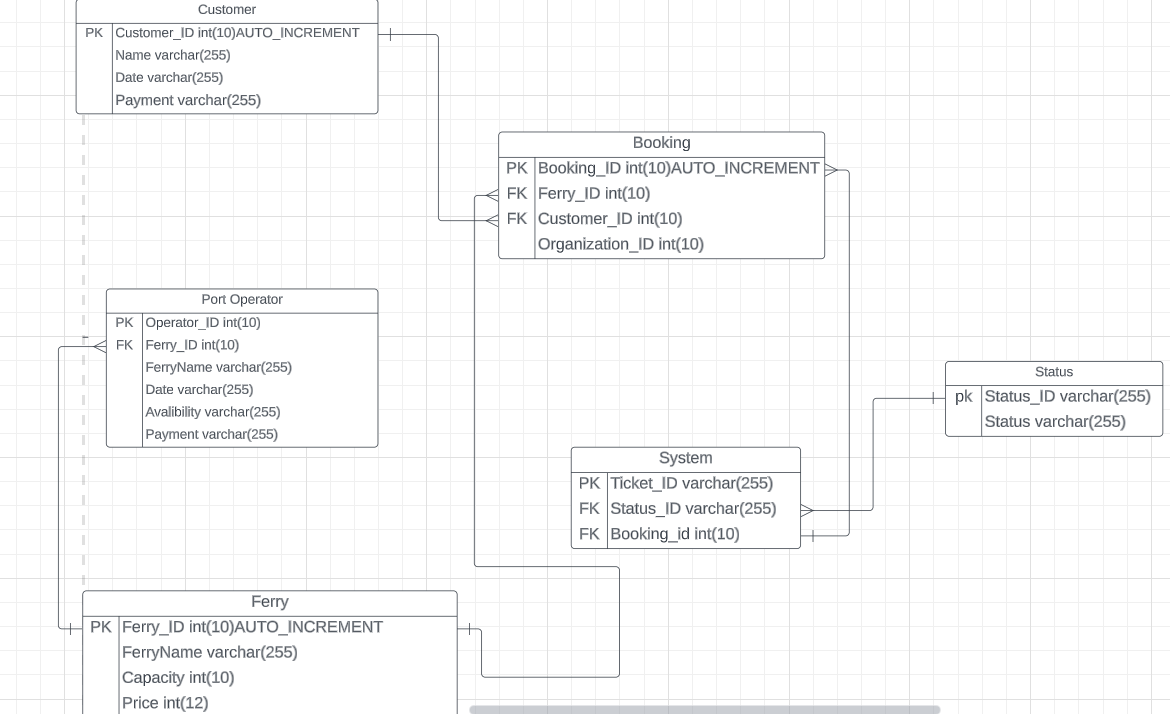 Customer
PK Customer_ID int(10)AUTO_INCREMENT
Name varchar(255)
Date varchar(255)
Payment varchar(255)
Booking
PK Booking_ID int(10)AUTO_INCREMENT
FK Ferry_ID int(10)
FK Customer_ID int(10)
Organization_ID int(10)
Port Operator
PK Operator_ID int(10)
FK Ferry_ID int(10)
FerryName varchar(255)
Date varchar(255)
Avalibility varchar(255)
Payment varchar(255)
Status
pk Status_ID varchar(255)
Status varchar(255)
System
PK Ticket_ID varchar(255)
FK Status_ID varchar(255)
FK Booking_id int(10)
Ferry
PK Ferry_ID int(10)AUTO_INCREMENT
FerryName varchar(255)
Capacity int(10)
Price int(12)